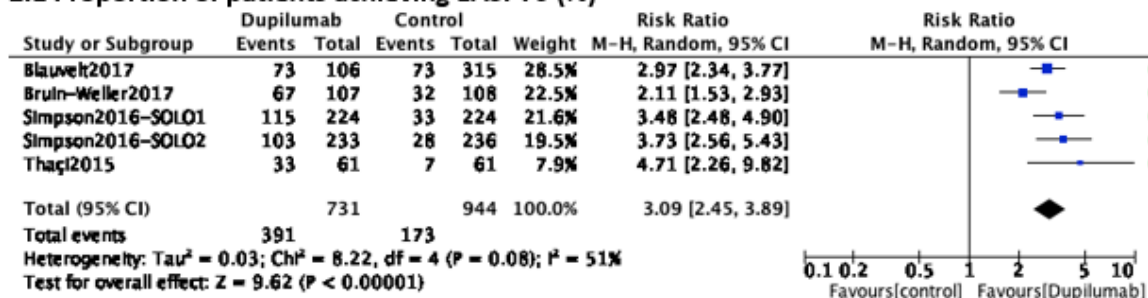 Dupilumab Control Risk Ratio Risk Ratio
Study or Subgroup Events Total Events Total Weight M-H, Random, 95% CI M-H, Random, 95% CI
Blauvelt2017 73 106 73 315 28.5% 2.97 [2.34, 3.77]
Bruin-Weller2017 67 107 32 108 22.5% 2.11 [1.53, 2.93]
Simpson2016-SOLO1 115 224 33 224 21.6% 3.48 [2.48, 4.90]
Simpson2016-SOLO2 103 233 28 236 19.5% 3.73 [2.56, 5.43]
Thaçi2015 33 61 7 61 7.9% 4.71 [2.26, 9.82]
Total (95% CI) 731 944 100.0% 3.09 [2.45, 3.89]
Total events 391 173
Heterogeneity: Tau² = 0.03; Chi² = 8.22, df = 4 (P = 0.08); I² = 51%
Test for overall effect: Z = 9.62 (P < 0.00001)
0.1 0.2 0.5 1 2 5 10
Favours[control] Favours[Dupilumab]